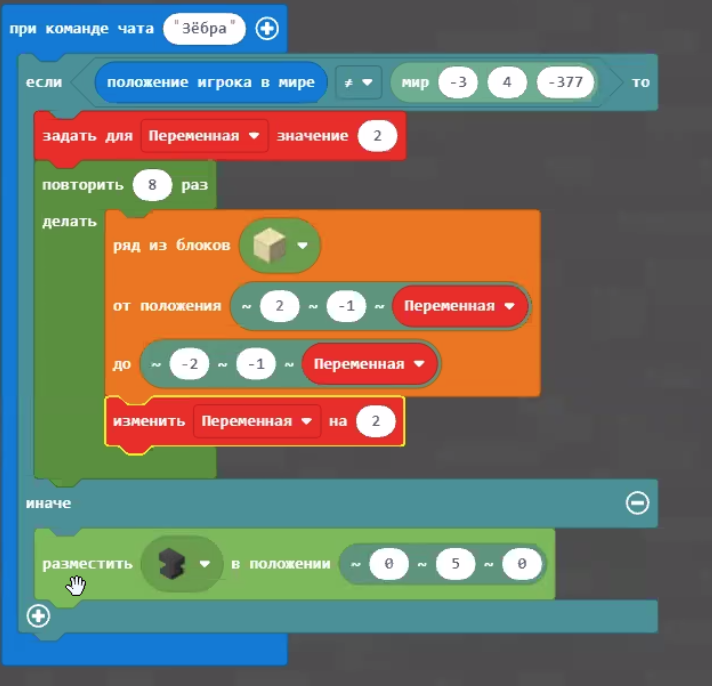 при команде чата "Зёбра"
если положение игрока в мире ≠ мир -3 4 -377 то
задать для Переменная значение 2
повторить 8 раз
делать
ряд из блоков
от положения ~ 2 ~ -1 ~ Переменная
до ~ -2 ~ -1 ~ Переменная
изменить Переменная на 2
иначе
разместить в положении ~ 0 ~ 5 ~ 0